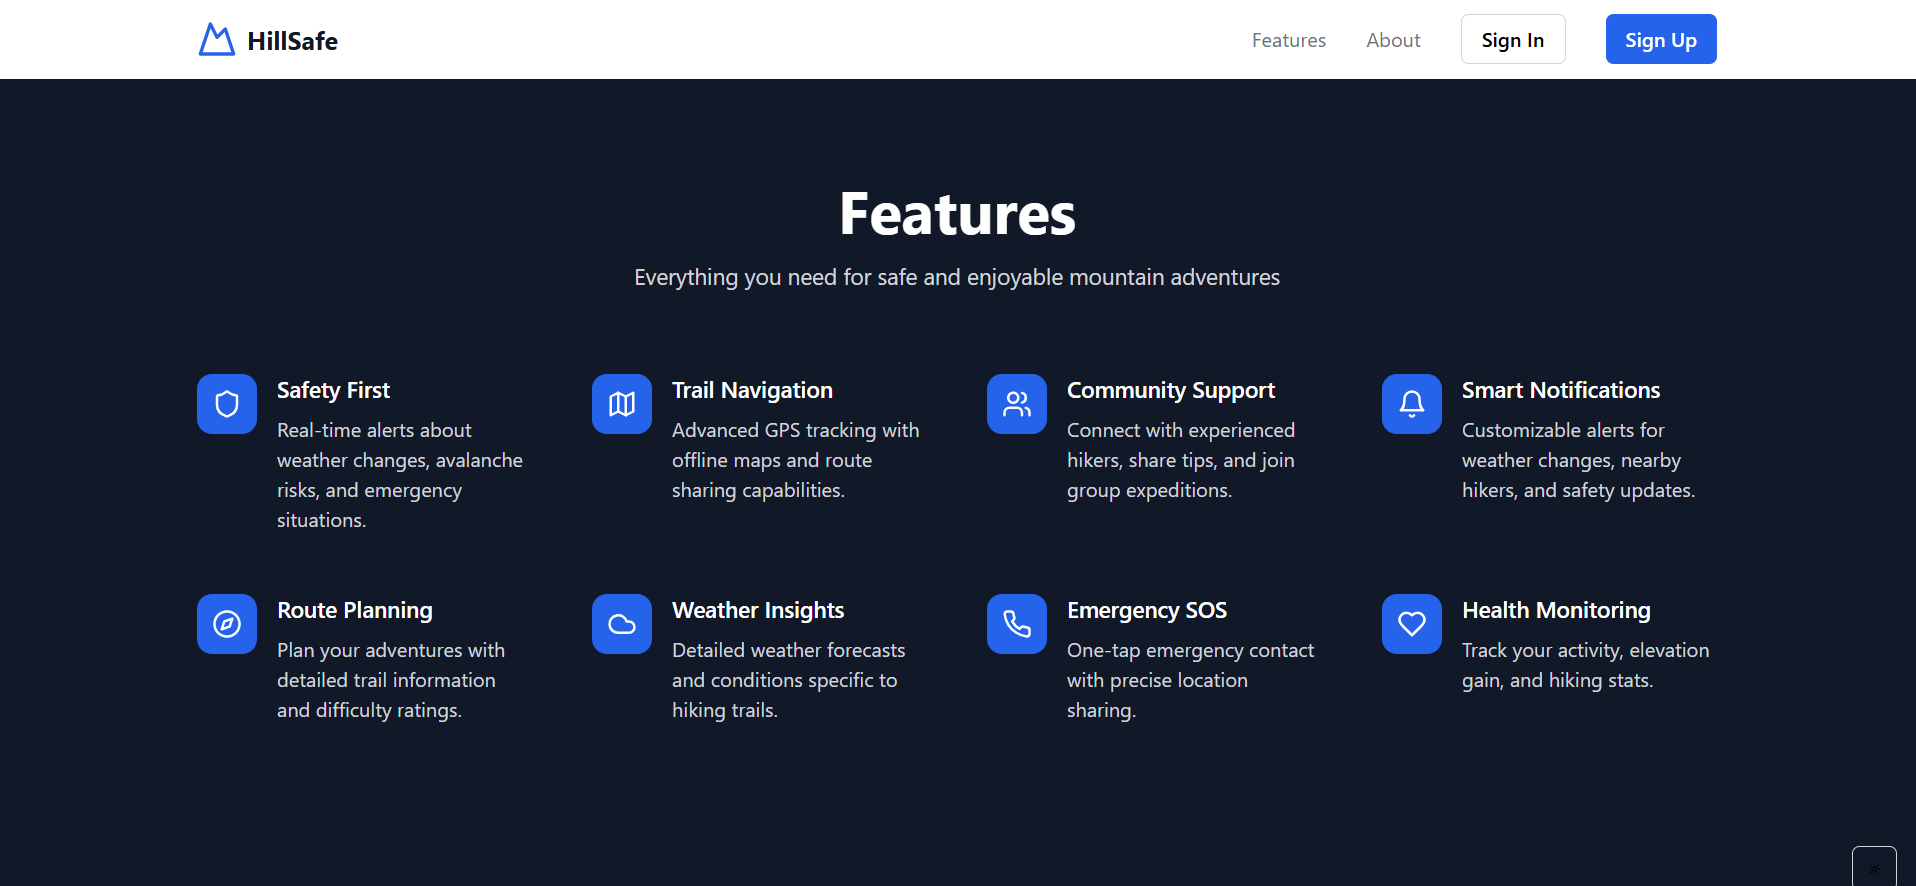 HillSafe
Features
About
Sign In
Sign Up
Features
Everything you need for safe and enjoyable mountain adventures
Safety First
Real-time alerts about
weather changes, avalanche
risks, and emergency
situations.
Trail Navigation
Advanced GPS tracking with
offline maps and route
sharing capabilities.
Community Support
Connect with experienced
hikers, share tips, and join
group expeditions.
Smart Notifications
Customizable alerts for
weather changes, nearby
hikers, and safety updates.
Route Planning
Plan your adventures with
detailed trail information
and difficulty ratings.
Weather Insights
Detailed weather forecasts
and conditions specific to
hiking trails.
Emergency SOS
One-tap emergency contact
with precise location
sharing.
Health Monitoring
Track your activity, elevation
gain, and hiking stats.